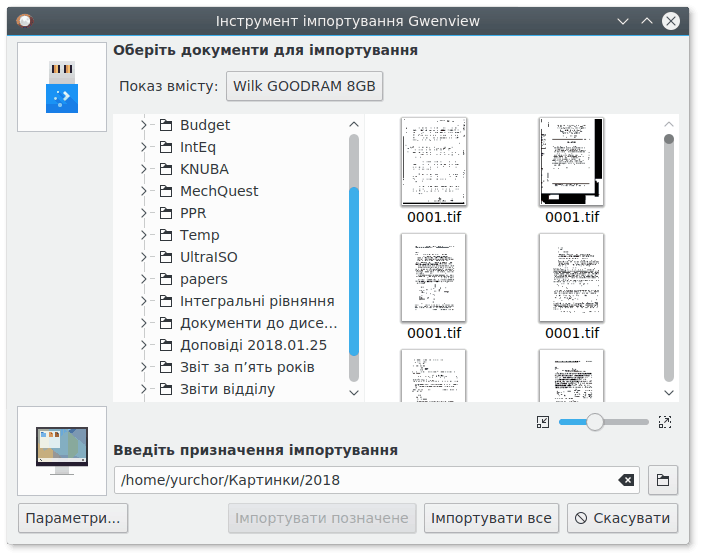 Інструмент імпортування Gwenview
Оберіть документи для імпортування
Показ вмісту: Wilk GOODRAM 8GB
Budget
IntEq
KNUBA
MechQuest
PPR
Temp
UltraISO
papers
Інтегральні рівняння
Документи до дисе...
Доповіді 2018.01.25
Звіт за п’ять років
Звіти відділу
0001.tif 0001.tif
0001.tif 0001.tif
Введіть призначення імпортування
/home/yurchor/Картинки/2018
Параметри... Імпортувати позначене Імпортувати все Скасувати